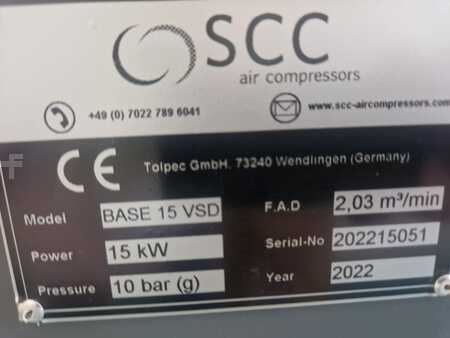 SCC
air compressors
+49 (0) 7022 789 6041
www.scc-aircompressors.com
CE
Tolpec GmbH. 73240 Wendlingen (Germany)
Model BASE 15 VSD F.A.D 2,03 m³/min
Power 15 kW Serial-No 202215051
Pressure 10 bar (g) Year 2022